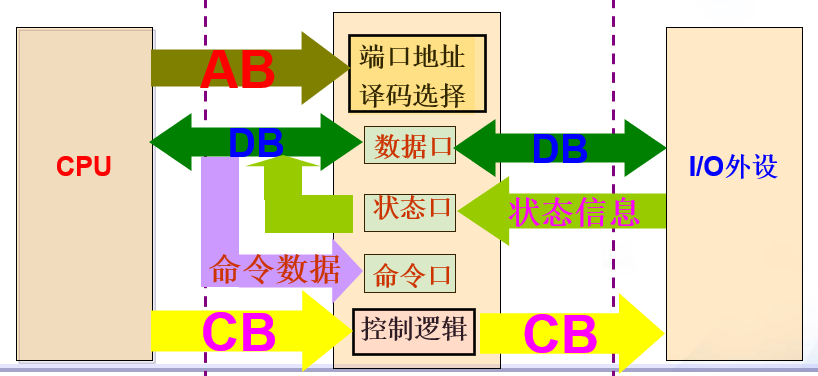 AB
端口地址
译码选择
CPU
DB
数据口
DB
I/O外设
状态口
状态信息
命令数据
命令口
CB
控制逻辑
CB